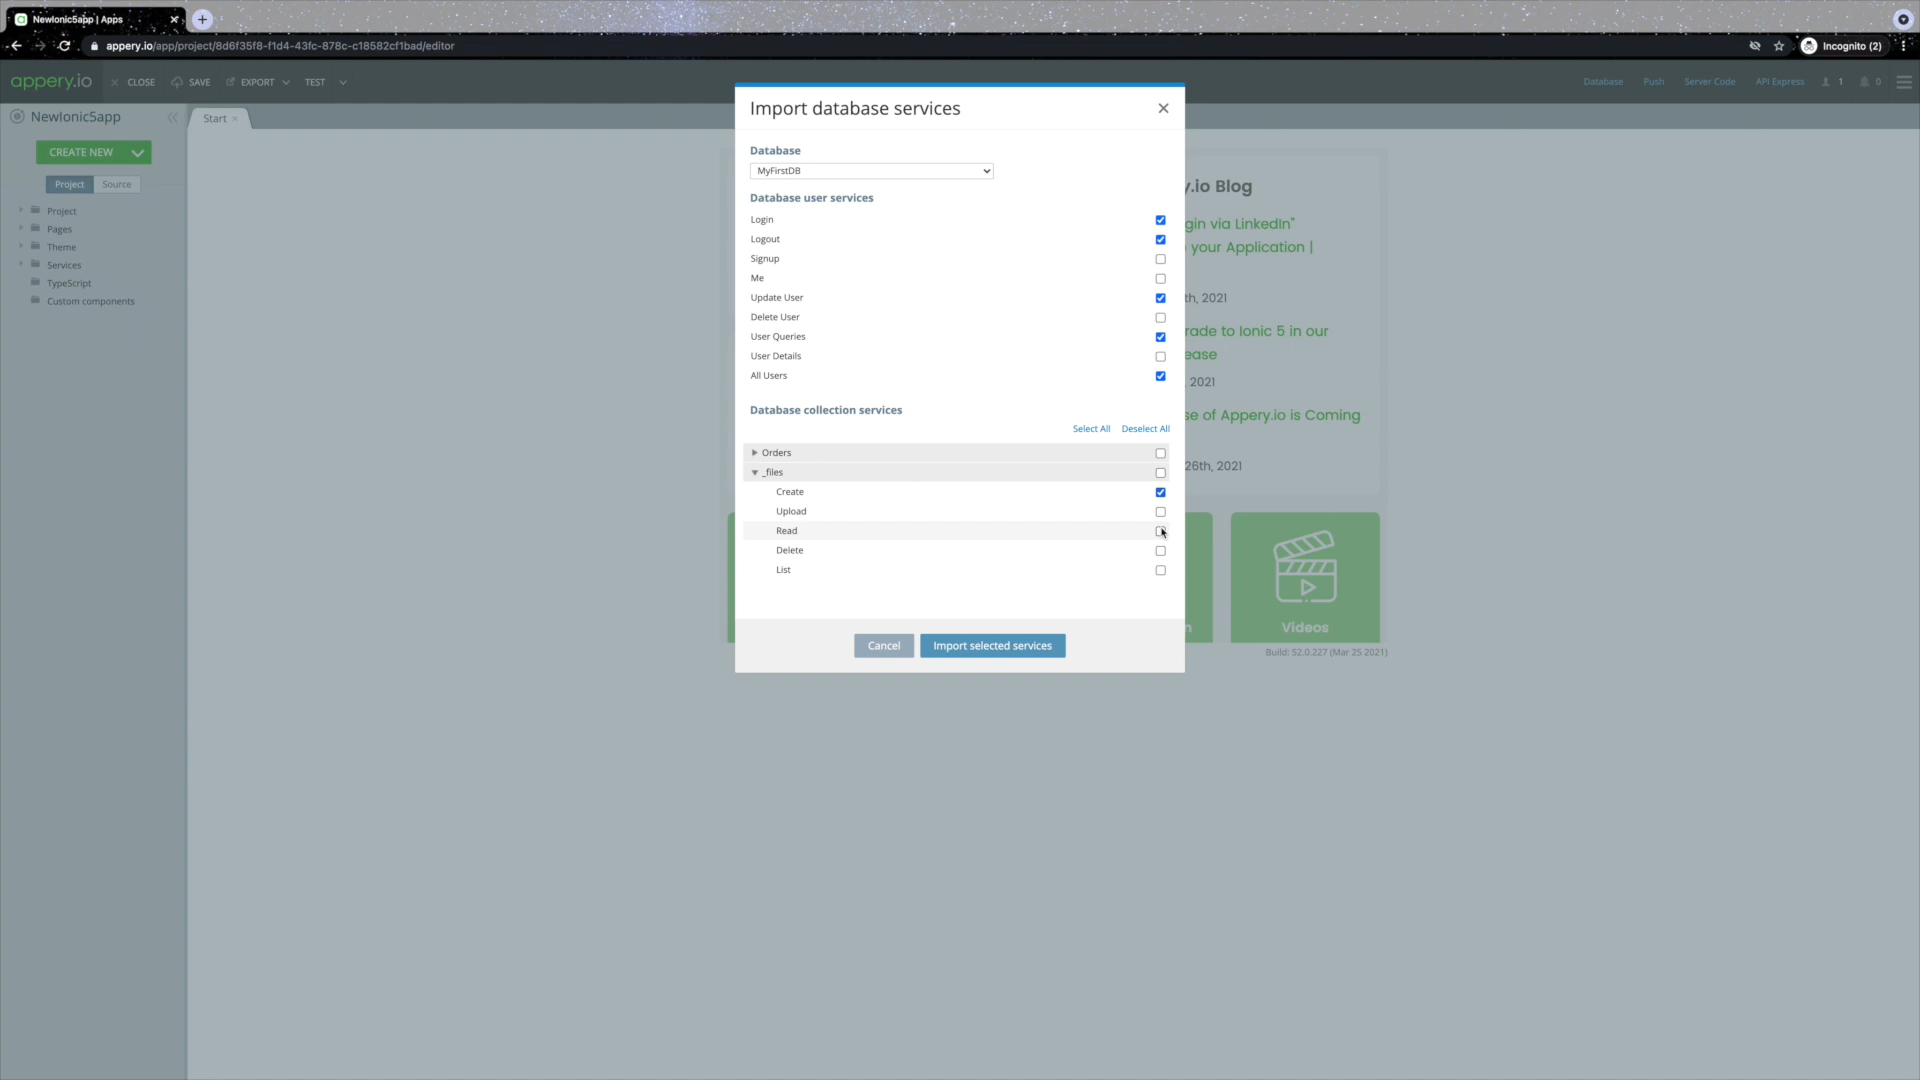 NewIonic5app | Apps
appery.io/app/project/8d6f35f8-f1d4-43fc-878c-c18582cf1bad/editor
Incognito (2)
appery.io
CLOSE
SAVE
EXPORT
TEST
Database
Push
Server Code
API Express
1
0
NewIonic5app
Start
CREATE NEW
Project
Source
Project
Pages
Theme
Services
TypeScript
Custom components
Import database services
Database
MyFirstDB
Database user services
Login
Logout
Signup
Me
Update User
Delete User
User Queries
User Details
All Users
Database collection services
Select All
Deselect All
Orders
_files
Create
Upload
Read
Delete
List
Cancel
Import selected services
y.io Blog
gin via LinkedIn"
your Application |
th, 2021
rade to Ionic 5 in our
ease
, 2021
se of Appery.io is Coming
26th, 2021
n
Videos
Build: 52.0.227 (Mar 25 2021)